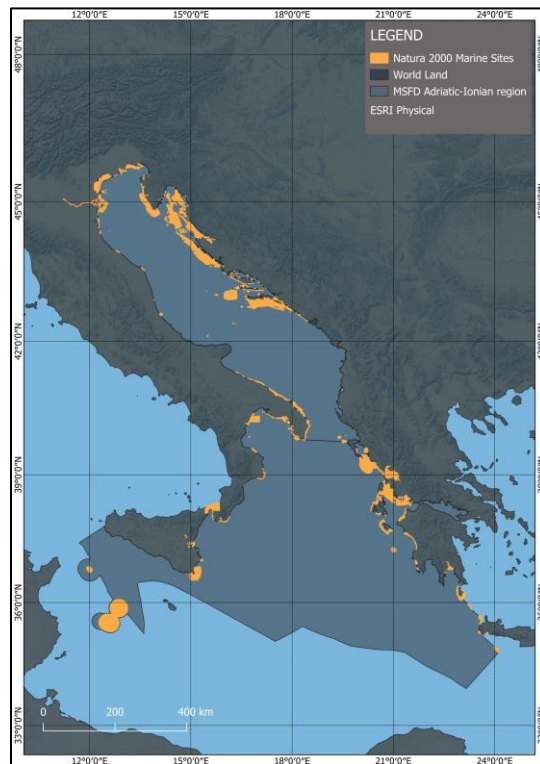 12°0'0"E 15°0'0"E 18°0'0"E 21°0'0"E 24°0'0"E
LEGEND
Natura 2000 Marine Sites
World Land
MSFD Adriatic-Ionian region
ESRI Physical
48°0'0"N
45°0'0"N
42°0'0"N
39°0'0"N
36°0'0"N
33°0'0"N
0 200 400 km
12°0'0"E 15°0'0"E 18°0'0"E 21°0'0"E 24°0'0"E